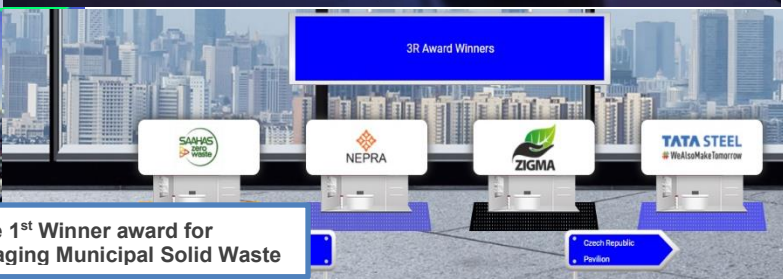 3R Award Winners
SAAHAS
zero
waste
NEPRA
ZIGMA
TATA STEEL
# WeAlsoMakeTomorrow
1st Winner award for
aging Municipal Solid Waste
Czech Republic
Pavilion